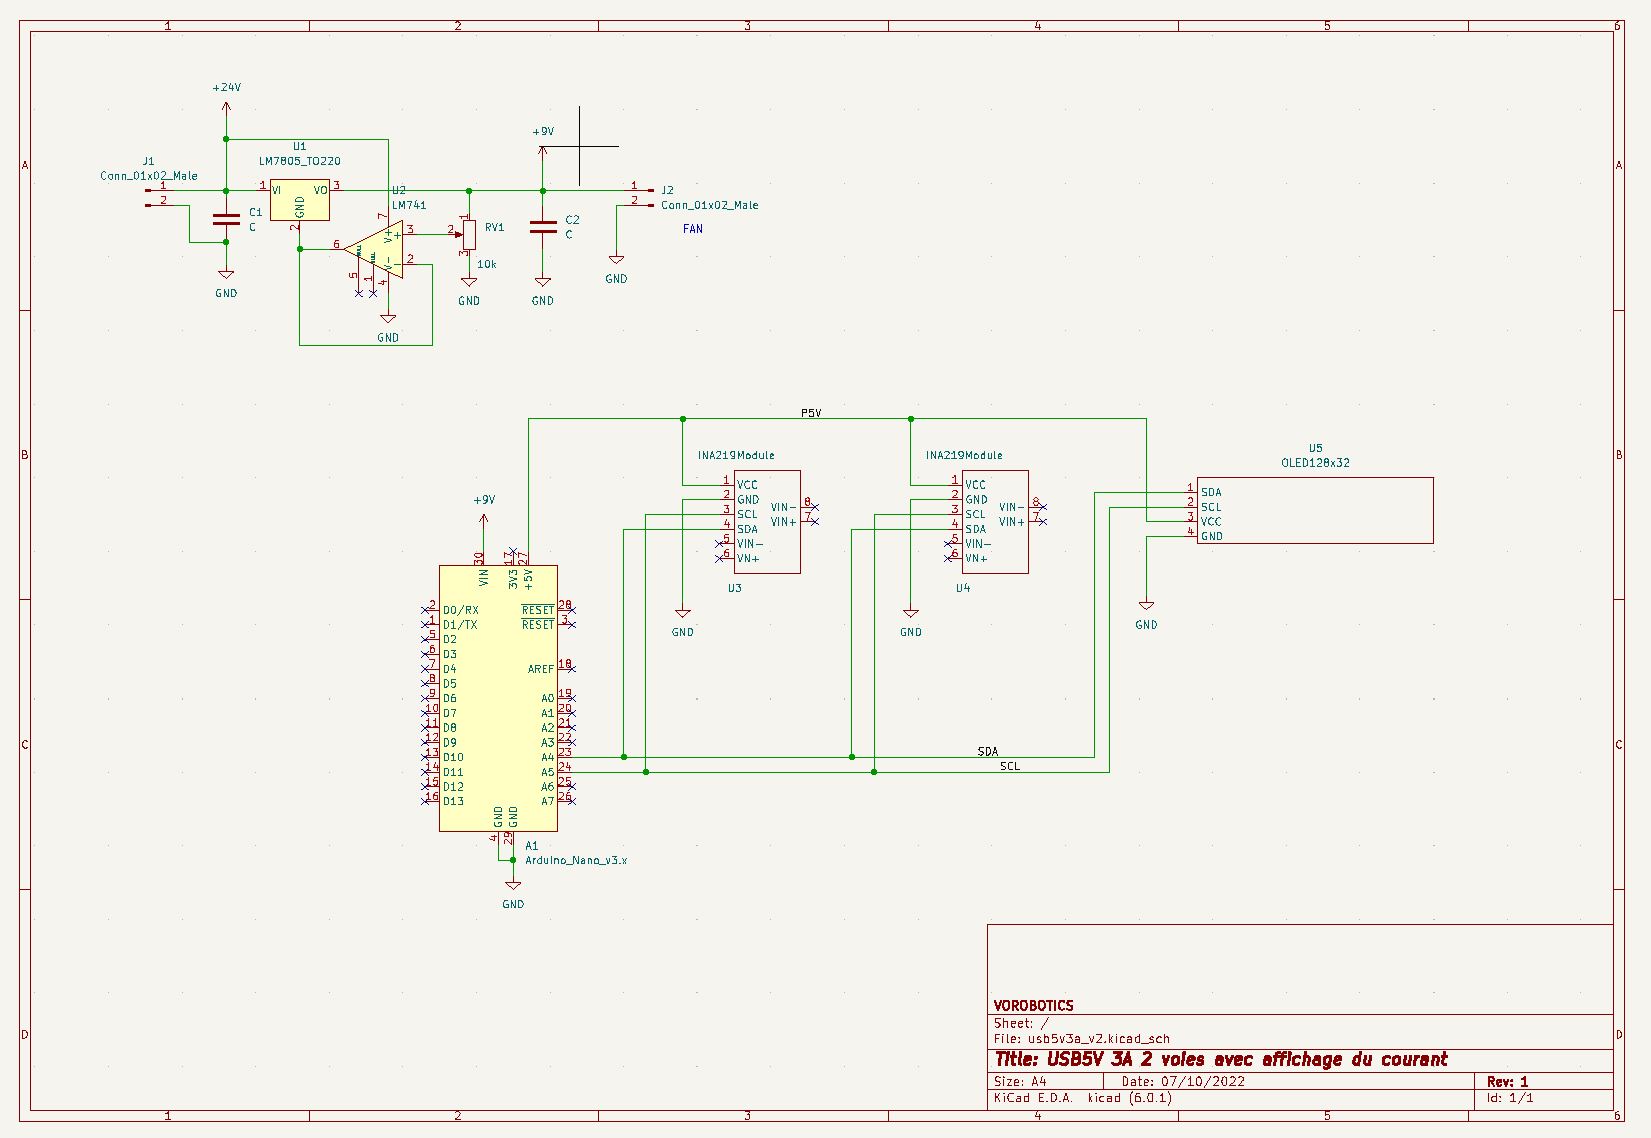 1 2 3 4 5 6
A
B
C
D
+24V
J1
Conn_01x02_Male
1
2
U1
LM7805_TO220
1 VI VO 3
GND
2
C1
C
GND
U2
LM741
7
V+
+ 3
6
NULL
NULL
5
1
V-
4
- 2
GND
1
2
3
RV1
10k
GND
+9V
C2
C
GND
1
2
J2
Conn_01x02_Male
FAN
GND
P5V
+9V
30 17 27
VIN 3V3 +5V
2 D0/RX
1 D1/TX
5 D2
6 D3
7 D4
8 D5
9 D6
10 D7
11 D8
12 D9
13 D10
14 D11
15 D12
16 D13
RESET 28
RESET 3
AREF 18
A0 19
A1 20
A2 21
A3 22
A4 23
A5 24
A6 25
A7 26
GND GND
4 29
A1
Arduino_Nano_v3.x
GND
INA219Module
1 VCC
2 GND
3 SCL
4 SDA
5 VIN-
6 VN+
VIN- 8
VIN+ 7
U3
GND
INA219Module
1 VCC
2 GND
3 SCL
4 SDA
5 VIN-
6 VN+
VIN- 8
VIN+ 7
U4
GND
U5
OLED128x32
1 SDA
2 SCL
3 VCC
4 GND
GND
SDA
SCL
VOROBOTICS
Sheet: /
File: usb5v3a_v2.kicad_sch
Title: USB5V 3A 2 voies avec affichage du courant
Size: A4 Date: 07/10/2022 Rev: 1
KiCad E.D.A. kicad (6.0.1) Id: 1/1
A
B
C
D
1 2 3 4 5 6